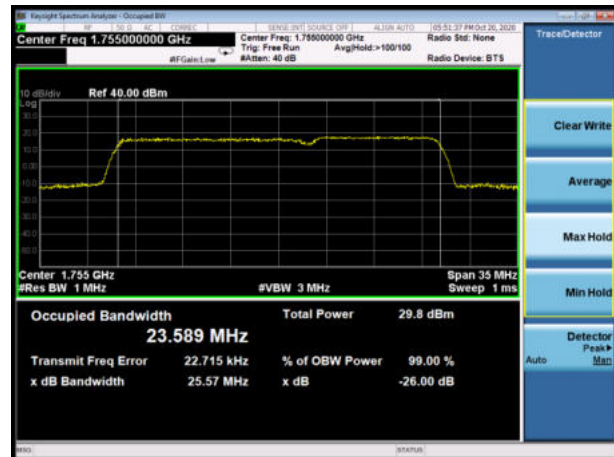 Keysight Spectrum Analyzer - Occupied BW
RF 50 Ω AC CORREC SENSE:INT SOURCE OFF ALIGN AUTO 05:51:37 PM Oct 20, 2020
Center Freq 1.755000000 GHz Center Freq: 1.755000000 GHz Radio Std: None
Trig: Free Run Avg|Hold:>100/100
#IFGain:Low #Atten: 40 dB Radio Device: BTS
Trace/Detector
10 dB/div Ref 40.00 dBm
Log
30.0
20.0
10.0
0.00
-10.0
-20.0
-30.0
-40.0
-50.0
Center 1.755 GHz Span 35 MHz
#Res BW 1 MHz #VBW 3 MHz Sweep 1 ms
Occupied Bandwidth Total Power 29.8 dBm
23.589 MHz
Transmit Freq Error 22.715 kHz % of OBW Power 99.00 %
x dB Bandwidth 25.57 MHz x dB -26.00 dB
Clear Write
Average
Max Hold
Min Hold
Detector
Peak▶
Auto Man
MSG STATUS